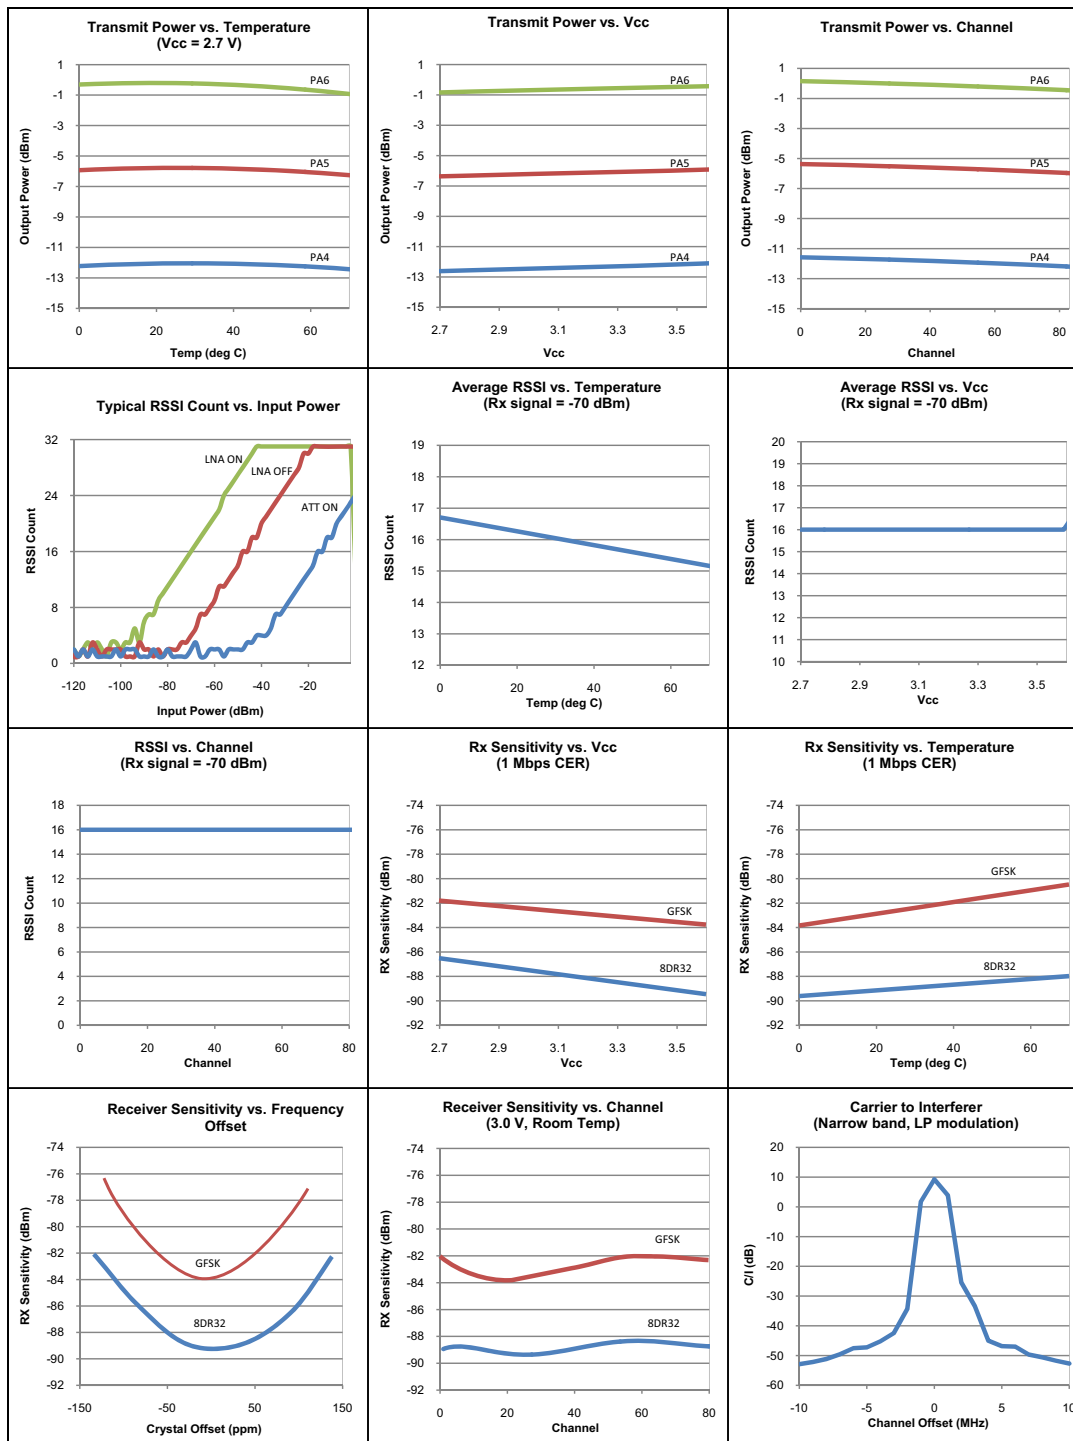 Transmit Power vs. Temperature
(Vcc = 2.7 V)
Output Power (dBm)
1
-1
-3
-5
-7
-9
-11
-13
-15
PA6
PA5
PA4
0 20 40 60
Temp (deg C)
Transmit Power vs. Vcc
Output Power (dBm)
1
-1
-3
-5
-7
-9
-11
-13
-15
PA6
PA5
PA4
2.7 2.9 3.1 3.3 3.5
Vcc
Transmit Power vs. Channel
Output Power (dBm)
1
-1
-3
-5
-7
-9
-11
-13
-15
PA6
PA5
PA4
0 20 40 60 80
Channel
Typical RSSI Count vs. Input Power
RSSI Count
32
24
16
8
0
LNA ON
LNA OFF
ATT ON
-120 -100 -80 -60 -40 -20
Input Power (dBm)
Average RSSI vs. Temperature
(Rx signal = -70 dBm)
RSSI Count
19
18
17
16
15
14
13
12
0 20 40 60
Temp (deg C)
Average RSSI vs. Vcc
(Rx signal = -70 dBm)
RSSI Count
20
19
18
17
16
15
14
13
12
11
10
2.7 2.9 3.1 3.3 3.5
Vcc
RSSI vs. Channel
(Rx signal = -70 dBm)
RSSI Count
18
16
14
12
10
8
6
4
2
0
0 20 40 60 80
Channel
Rx Sensitivity vs. Vcc
(1 Mbps CER)
RX Sensitivity (dBm)
-74
-76
-78
-80
-82
-84
-86
-88
-90
-92
GFSK
8DR32
2.7 2.9 3.1 3.3 3.5
Vcc
Rx Sensitivity vs. Temperature
(1 Mbps CER)
RX Sensitivity (dBm)
-74
-76
-78
-80
-82
-84
-86
-88
-90
-92
GFSK
8DR32
0 20 40 60
Temp (deg C)
Receiver Sensitivity vs. Frequency
Offset
RX Sensitivity (dBm)
-74
-76
-78
-80
-82
-84
-86
-88
-90
-92
GFSK
8DR32
-150 -50 50 150
Crystal Offset (ppm)
Receiver Sensitivity vs. Channel
(3.0 V, Room Temp)
RX Sensitivity (dBm)
-74
-76
-78
-80
-82
-84
-86
-88
-90
-92
GFSK
8DR32
0 20 40 60 80
Channel
Carrier to Interferer
(Narrow band, LP modulation)
C/I (dB)
20
10
0
-10
-20
-30
-40
-50
-60
-10 -5 0 5 10
Channel Offset (MHz)